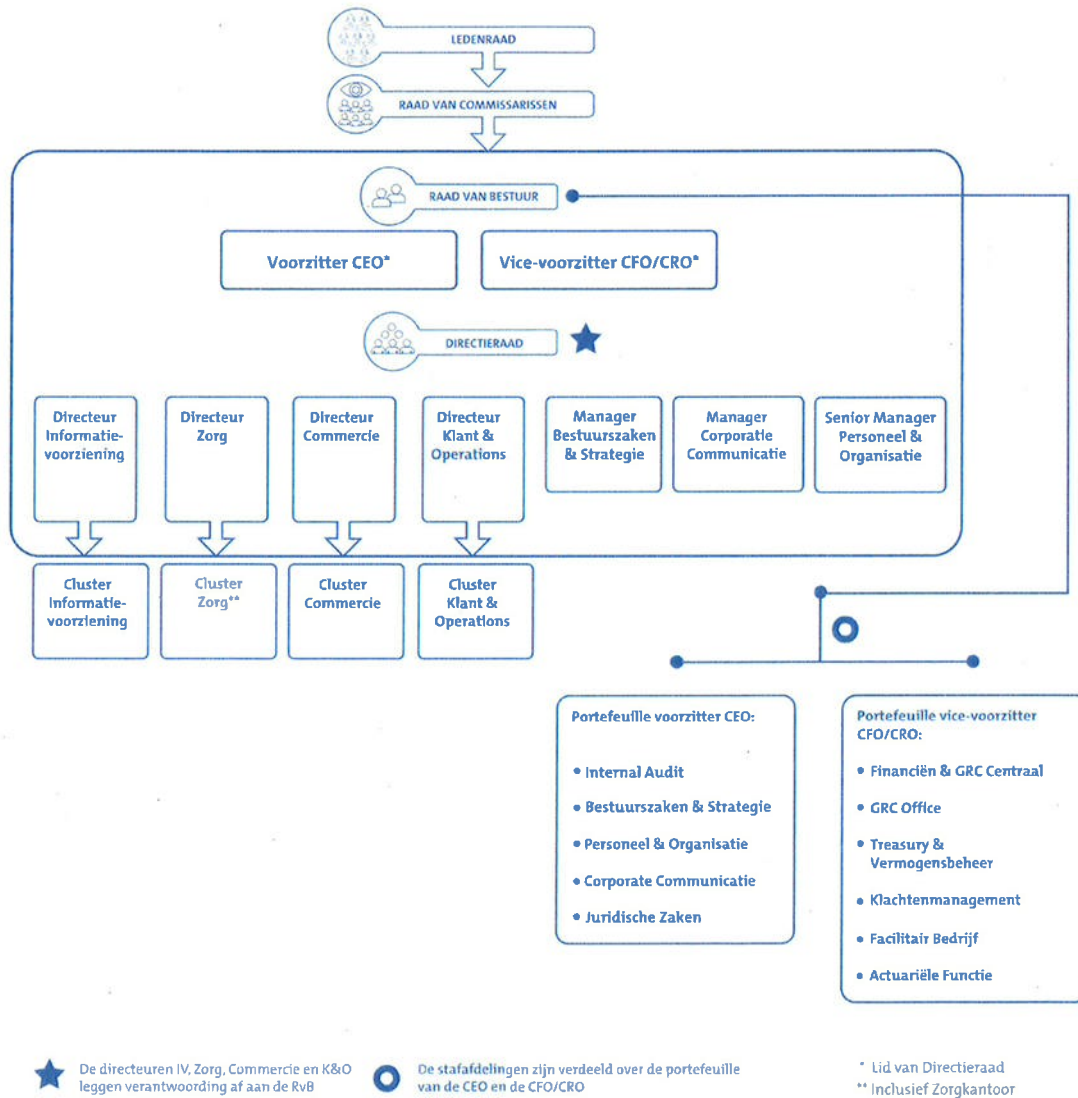 LEDENRAAD
RAAD VAN COMMISSARISSEN
RAAD VAN BESTUUR
Voorzitter CEO*
Vice-voorzitter CFO/CRO*
DIRECTIERAAD
Directeur
Informatie-
voorziening
Directeur
Zorg
Directeur
Commercie
Directeur
Klant &
Operations
Manager
Bestuurszaken
& Strategie
Manager
Corporatie
Communicatie
Senior Manager
Personeel &
Organisatie
Cluster
Informatie-
voorziening
Cluster
Zorg**
Cluster
Commercie
Cluster
Klant &
Operations
Portefeuille voorzitter CEO:
• Internal Audit
• Bestuurszaken & Strategie
• Personeel & Organisatie
• Corporate Communicatie
• Juridische Zaken
Portefeuille vice-voorzitter
CFO/CRO:
• Financiën & GRC Centraal
• GRC Office
• Treasury &
Vermogensbeheer
• Klachtenmanagement
• Facilitair Bedrijf
• Actuariële Functie
De directeuren IV, Zorg, Commercie en K&O
leggen verantwoording af aan de RvB
De stafafdelingen zijn verdeeld over de portefeuille
van de CEO en de CFO/CRO
* Lid van Directieraad
** Inclusief Zorgkantoor